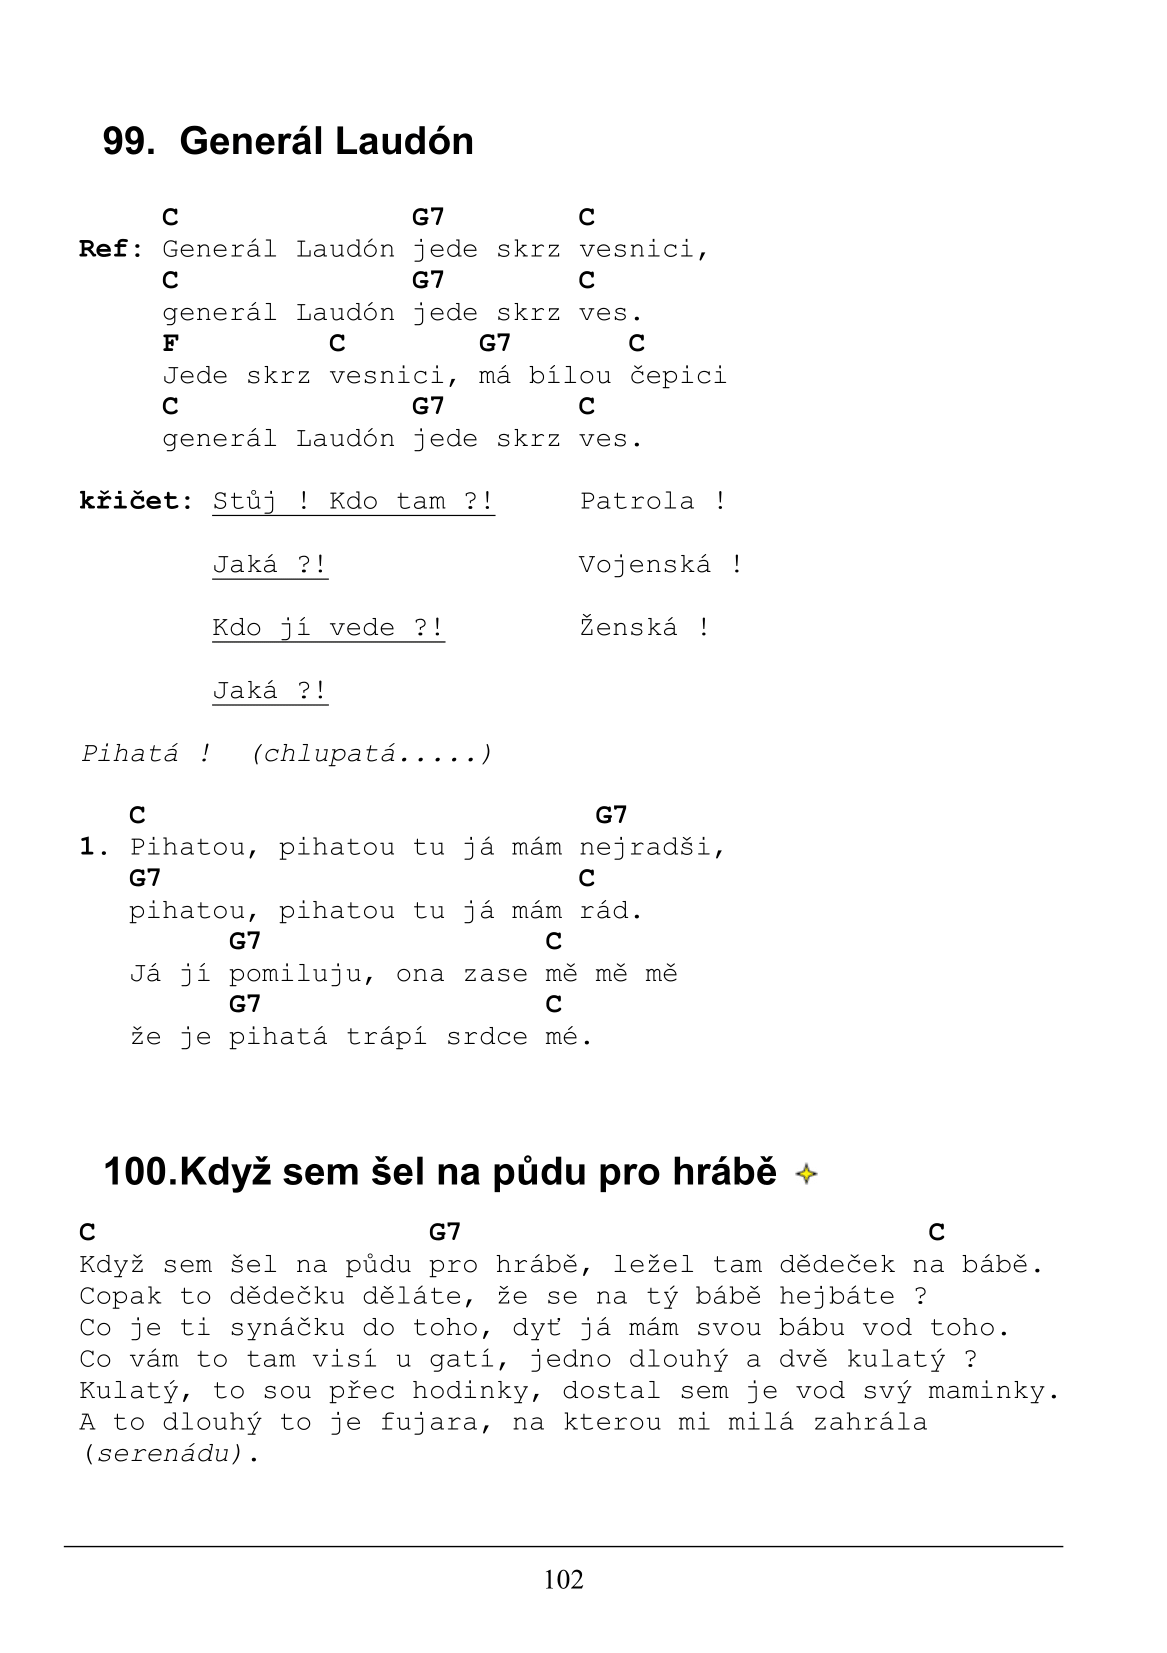 99. Generál Laudón
C G7 C
Ref: Generál Laudón jede skrz vesnici,
C G7 C
generál Laudón jede skrz ves.
F C G7 C
Jede skrz vesnici, má bílou čepici
C G7 C
generál Laudón jede skrz ves.
křičet: Stůj ! Kdo tam ?! Patrola !
Jaká ?! Vojenská !
Kdo jí vede ?! Ženská !
Jaká ?!
Pihatá ! (chlupatá.....)
C G7
1. Pihatou, pihatou tu já mám nejradši,
G7 C
pihatou, pihatou tu já mám rád.
G7 C
Já jí pomiluju, ona zase mě mě mě
G7 C
že je pihatá trápí srdce mé.
100.Když sem šel na půdu pro hrábě
C G7 C
Když sem šel na půdu pro hrábě, ležel tam dědeček na bábě.
Copak to dědečku děláte, že se na tý bábě hejbáte ?
Co je ti synáčku do toho, dyť já mám svou bábu vod toho.
Co vám to tam visí u gatí, jedno dlouhý a dvě kulatý ?
Kulatý, to sou přec hodinky, dostal sem je vod svý maminky.
A to dlouhý to je fujara, na kterou mi milá zahrála
(serenádu).
102